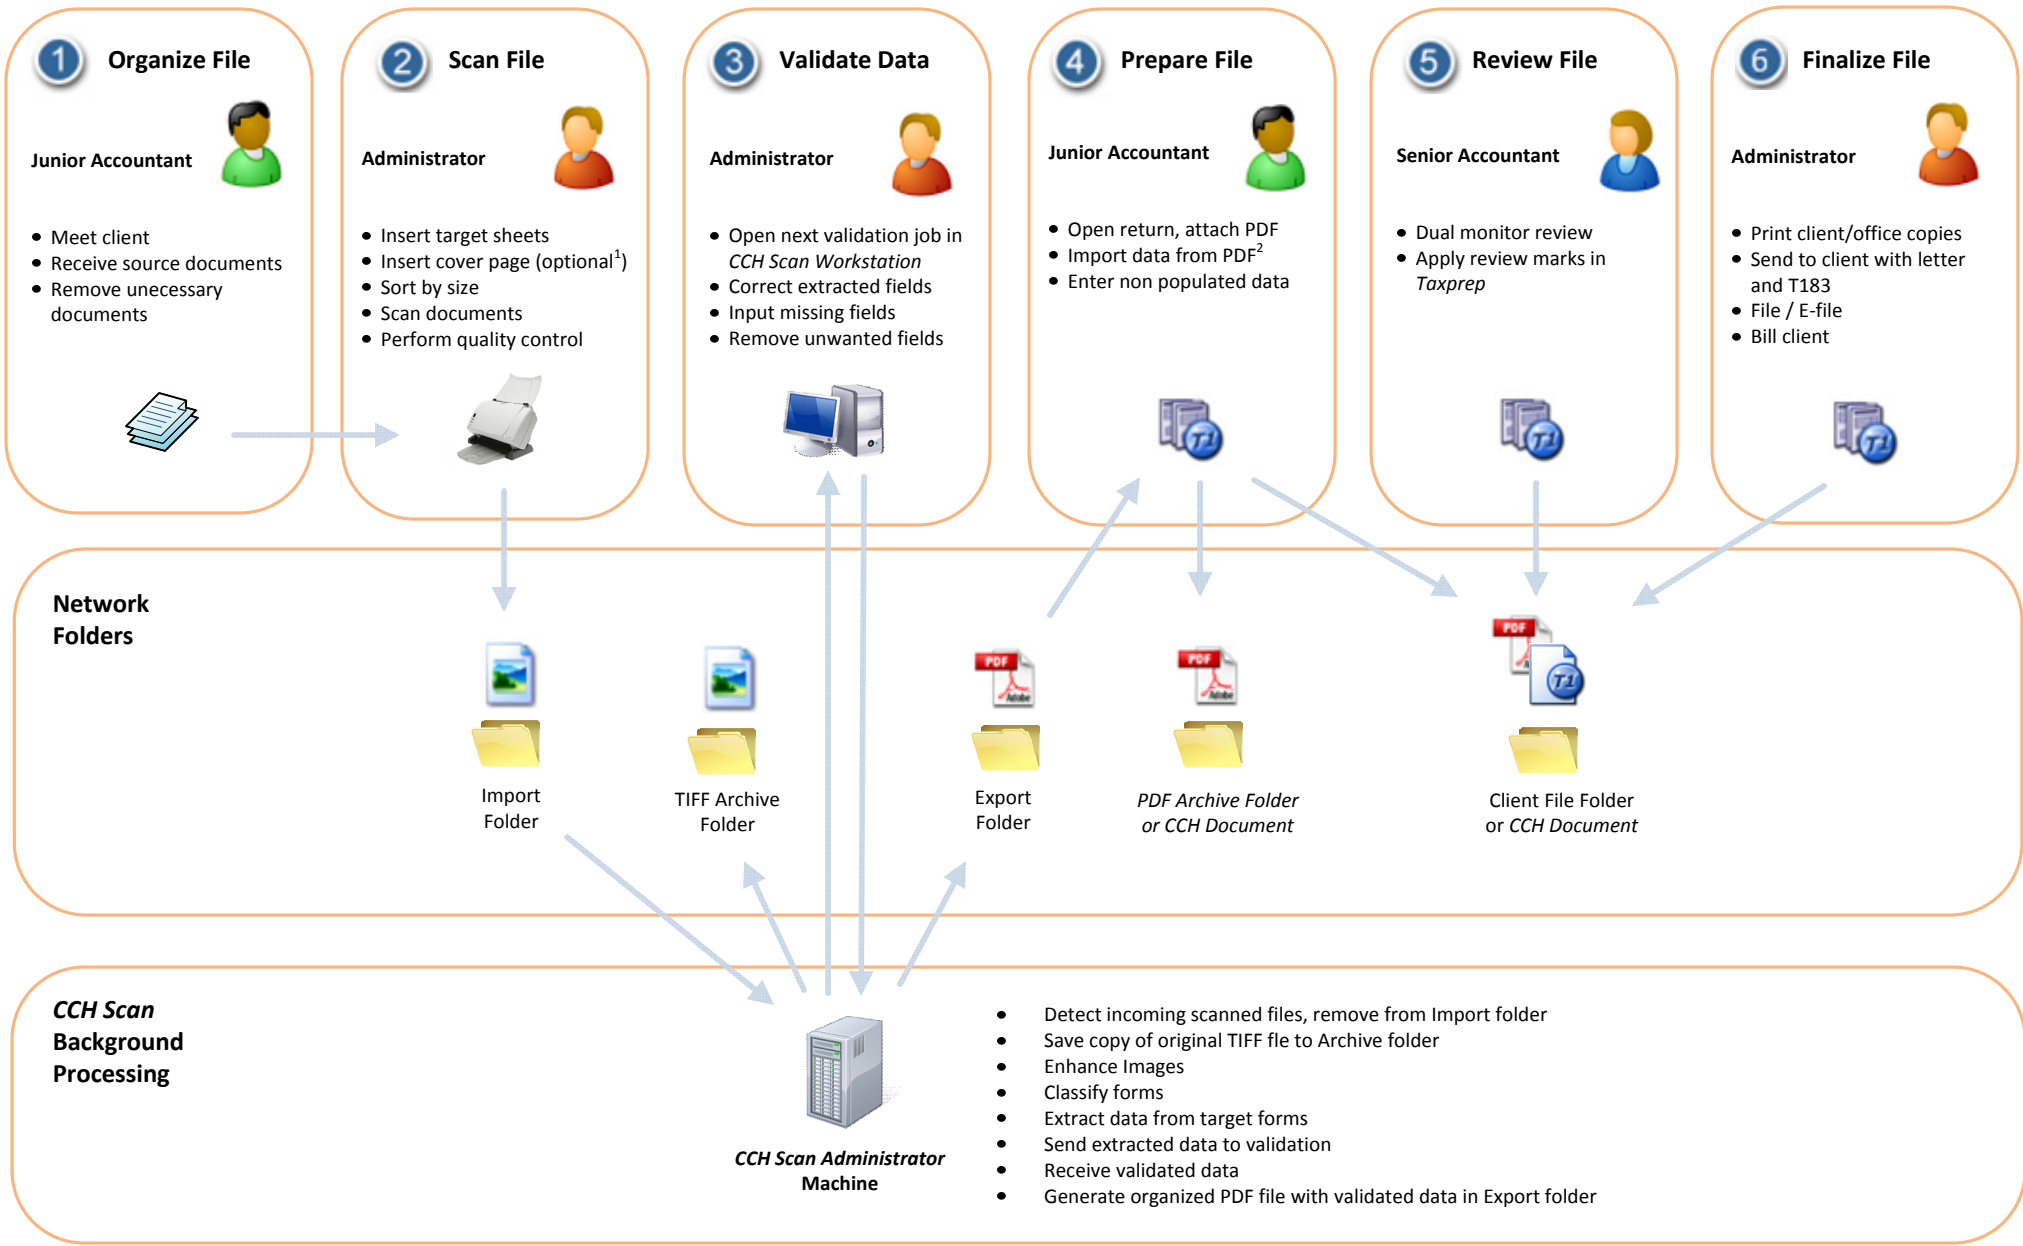 1 Organize File
Junior Accountant
• Meet client
• Receive source documents
• Remove unecessary
documents
2 Scan File
Administrator
• Insert target sheets
• Insert cover page (optional¹)
• Sort by size
• Scan documents
• Perform quality control
3 Validate Data
Administrator
• Open next validation job in
CCH Scan Workstation
• Correct extracted fields
• Input missing fields
• Remove unwanted fields
4 Prepare File
Junior Accountant
• Open return, attach PDF
• Import data from PDF²
• Enter non populated data
T1
5 Review File
Senior Accountant
• Dual monitor review
• Apply review marks in
Taxprep
T1
6 Finalize File
Administrator
• Print client/office copies
• Send to client with letter
and T183
• File / E-file
• Bill client
T1
Network
Folders
Import
Folder
TIFF Archive
Folder
PDF
Adobe
Export
Folder
PDF
Adobe
PDF Archive Folder
or CCH Document
PDF
T1
Client File Folder
or CCH Document
CCH Scan
Background
Processing
CCH Scan Administrator
Machine
• Detect incoming scanned files, remove from Import folder
• Save copy of original TIFF fle to Archive folder
• Enhance Images
• Classify forms
• Extract data from target forms
• Send extracted data to validation
• Receive validated data
• Generate organized PDF file with validated data in Export folder